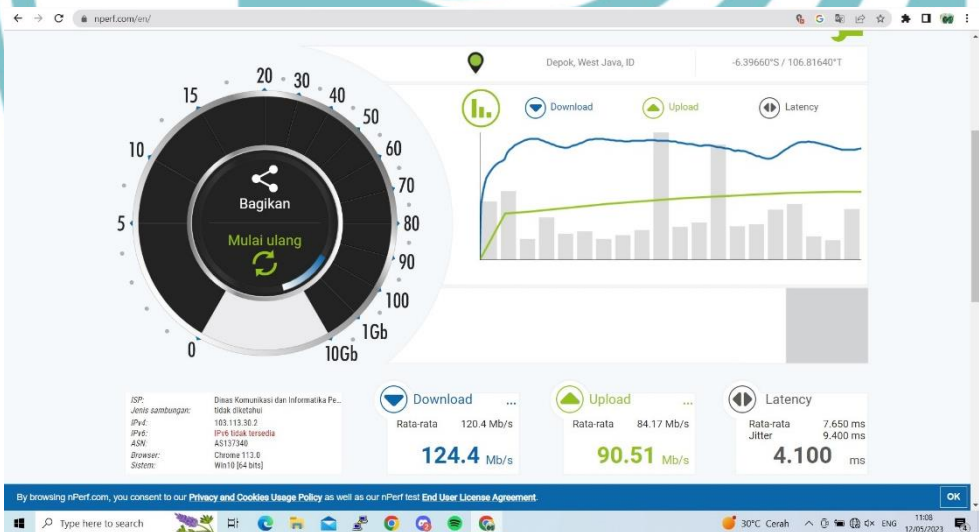 nperf.com/en/
Depok, West Java, ID
-6.39660°S / 106.81640°T
Download
Upload
Latency
0
5
10
15
20
30
40
50
60
70
80
90
100
1Gb
10Gb
Bagikan
Mulai ulang
ISP: Dinas Komunikasi dan Informatika Pe...
Jenis sambungan: tidak diketahui
IPv4: 103.113.30.2
IPv6: IPv6 tidak tersedia
ASN: AS137340
Browser: Chrome 113.0
Sistem: Win10 [64 bits]
Download ...
Rata-rata 120.4 Mb/s
124.4 Mb/s
Upload ...
Rata-rata 84.17 Mb/s
90.51 Mb/s
Latency
Rata-rata 7.650 ms
Jitter 9.400 ms
4.100 ms
By browsing nPerf.com, you consent to our Privacy and Cookies Usage Policy as well as our nPerf test End User License Agreement.
OK
Type here to search
30°C Cerah
ENG
11:08
12/05/2023